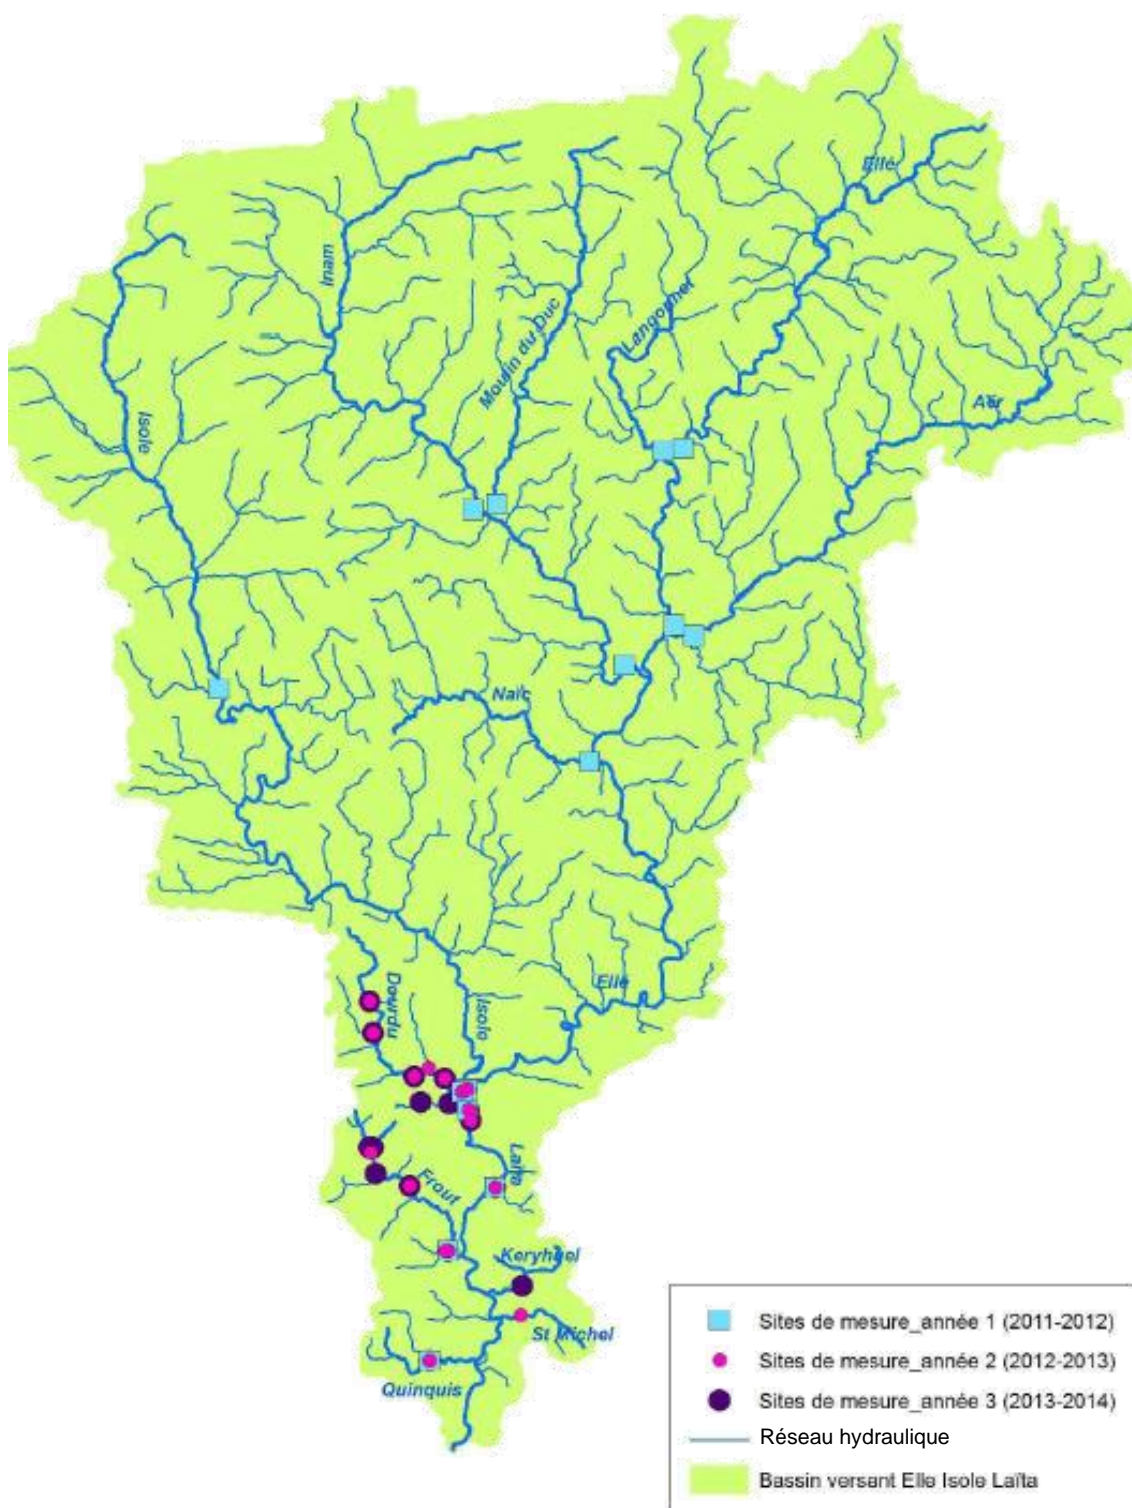 Ellé
Inam
Langonnet
Moulin du Duc
Aër
Isole
Naïc
Ellé
Dourdu
Isole
Laïta
Frout
Keryhuel
St Michel
Quinquis
Sites de mesure_année 1 (2011-2012)
Sites de mesure_année 2 (2012-2013)
Sites de mesure_année 3 (2013-2014)
Réseau hydraulique
Bassin versant Elle Isole Laïta